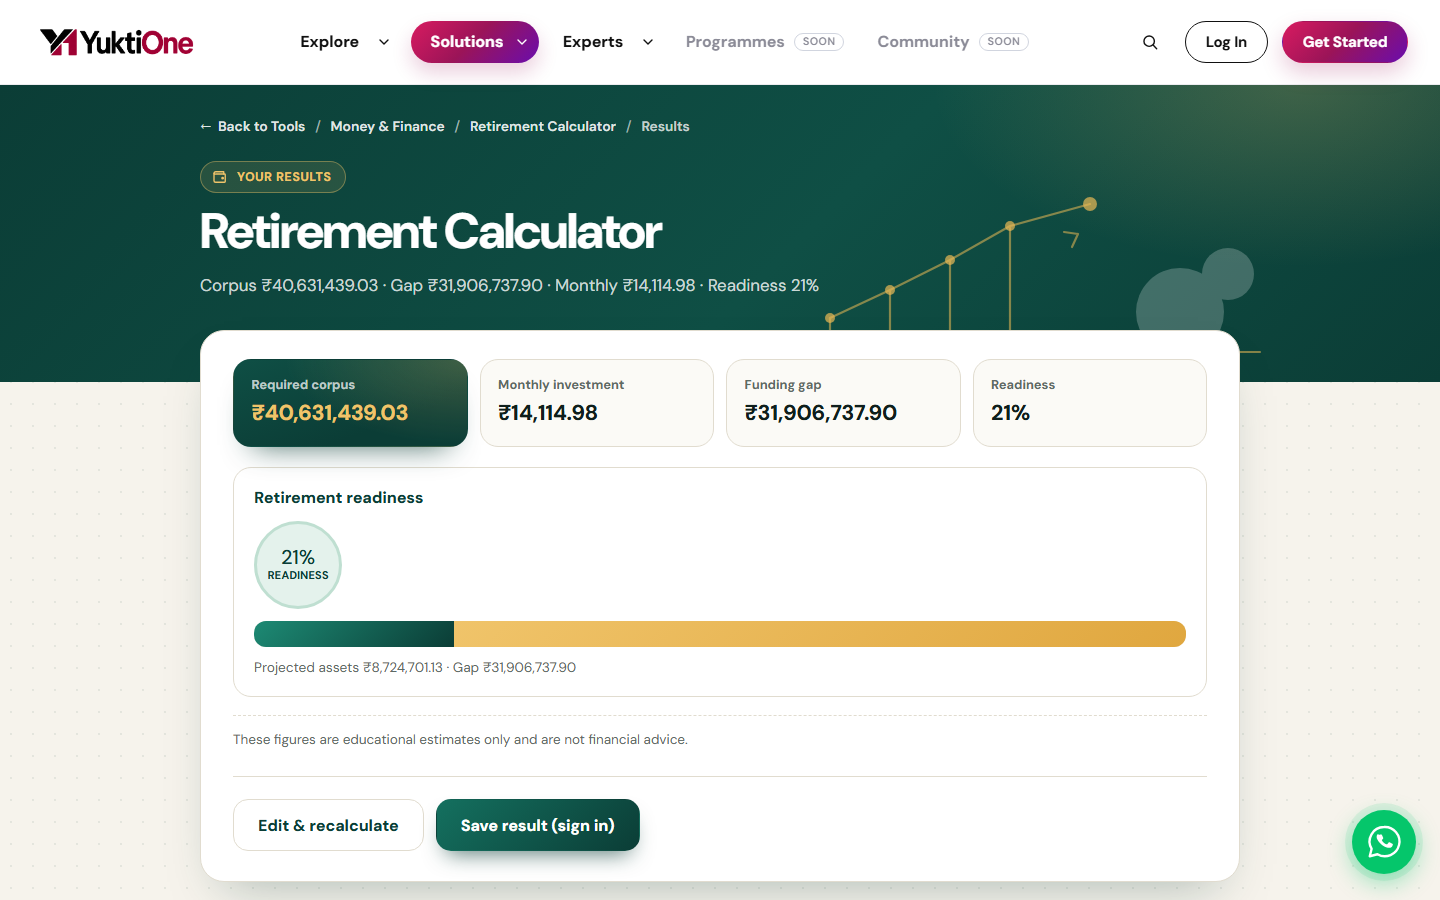 YuktiOne
Explore
Solutions
Experts
Programmes SOON
Community SOON
Log In
Get Started
← Back to Tools / Money & Finance / Retirement Calculator / Results
YOUR RESULTS
Retirement Calculator
Corpus ₹40,631,439.03 · Gap ₹31,906,737.90 · Monthly ₹14,114.98 · Readiness 21%
Required corpus
₹40,631,439.03
Monthly investment
₹14,114.98
Funding gap
₹31,906,737.90
Readiness
21%
Retirement readiness
21%
READINESS
Projected assets ₹8,724,701.13 · Gap ₹31,906,737.90
These figures are educational estimates only and are not financial advice.
Edit & recalculate
Save result (sign in)